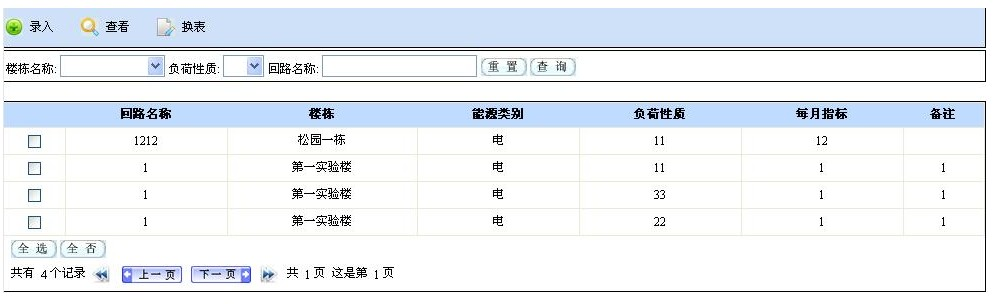 录入 查看 换表
楼栋名称: 负荷性质: 回路名称: 重 置 查 询
回路名称 楼栋 能源类别 负荷性质 每月指标 备注
1212 松园一栋 电 11 12
1 第一实验楼 电 11 1 1
1 第一实验楼 电 33 1 1
1 第一实验楼 电 22 1 1
全 选 全 否
共有 4个记录 上一页 下一页 共 1页 这是第 1页